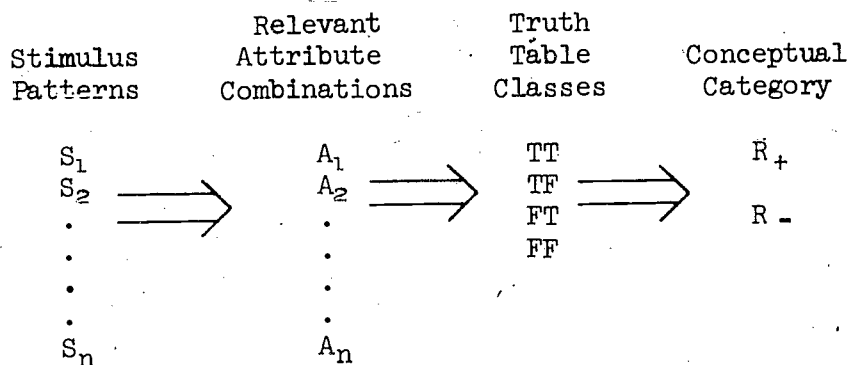 Relevant Truth
Stimulus Attribute Table Conceptual
Patterns Combinations Classes Category
S₁ A₁ TT R₊
S₂ A₂ TF
. . FT R₋
. . FF
. .
. .
Sₙ Aₙ